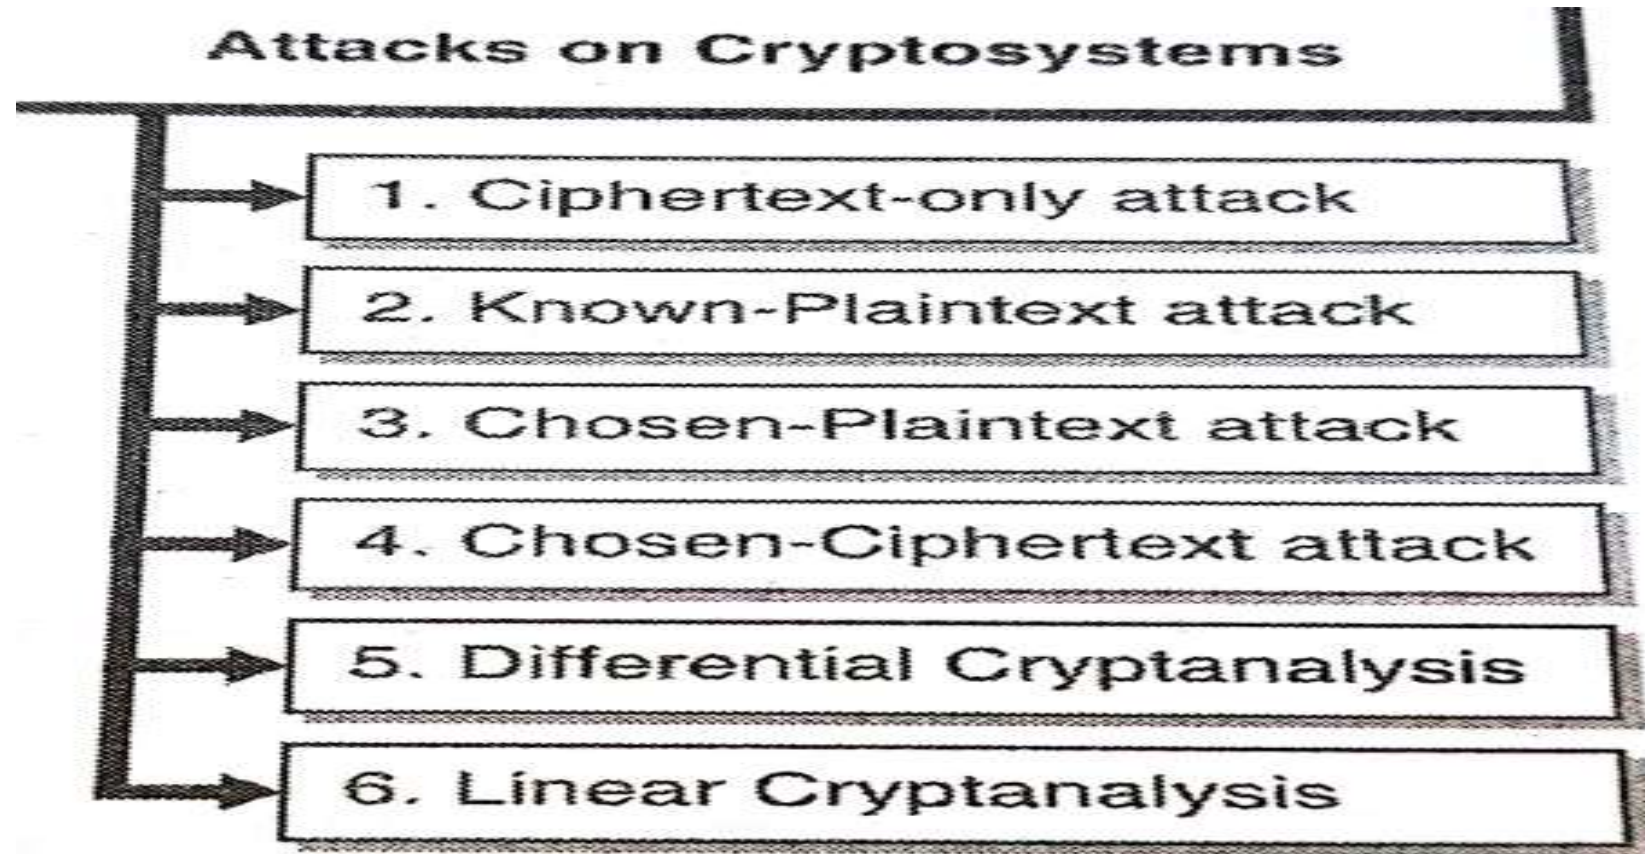 Attacks on Cryptosystems
1. Ciphertext-only attack
2. Known-Plaintext attack
3. Chosen-Plaintext attack
4. Chosen-Ciphertext attack
5. Differential Cryptanalysis
6. Linear Cryptanalysis